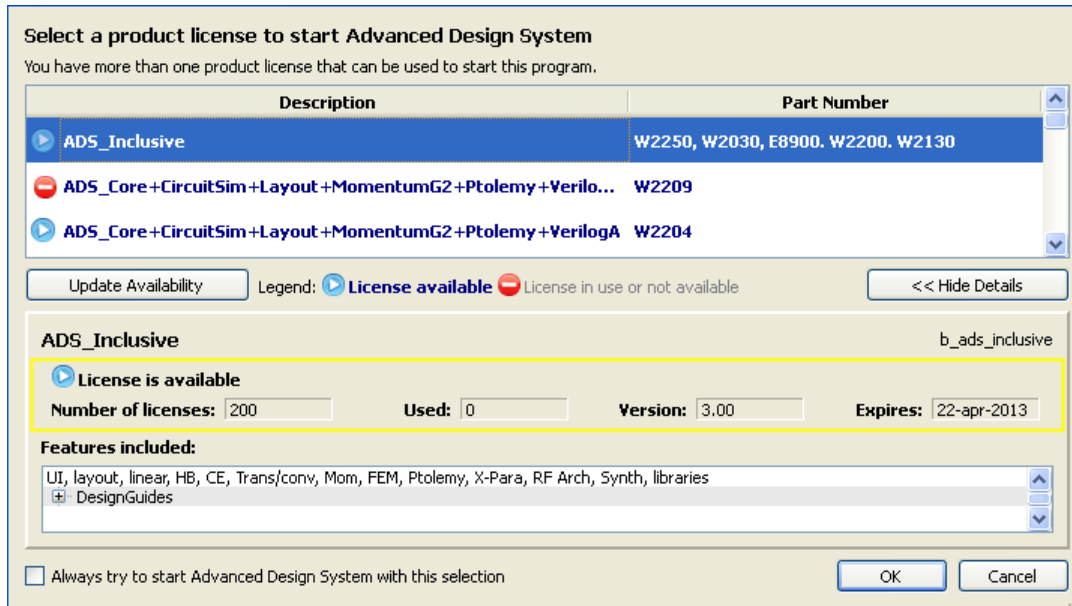 Select a product license to start Advanced Design System
You have more than one product license that can be used to start this program.
Description Part Number
ADS_Inclusive W2250, W2030, E8900. W2200. W2130
ADS_Core+CircuitSim+Layout+MomentumG2+Ptolemy+Verilo... W2209
ADS_Core+CircuitSim+Layout+MomentumG2+Ptolemy+VerilogA W2204
Update Availability Legend: License available License in use or not available << Hide Details
ADS_Inclusive b_ads_inclusive
License is available
Number of licenses: 200 Used: 0 Version: 3.00 Expires: 22-apr-2013
Features included:
UI, layout, linear, HB, CE, Trans/conv, Mom, FEM, Ptolemy, X-Para, RF Arch, Synth, libraries
DesignGuides
Always try to start Advanced Design System with this selection OK Cancel